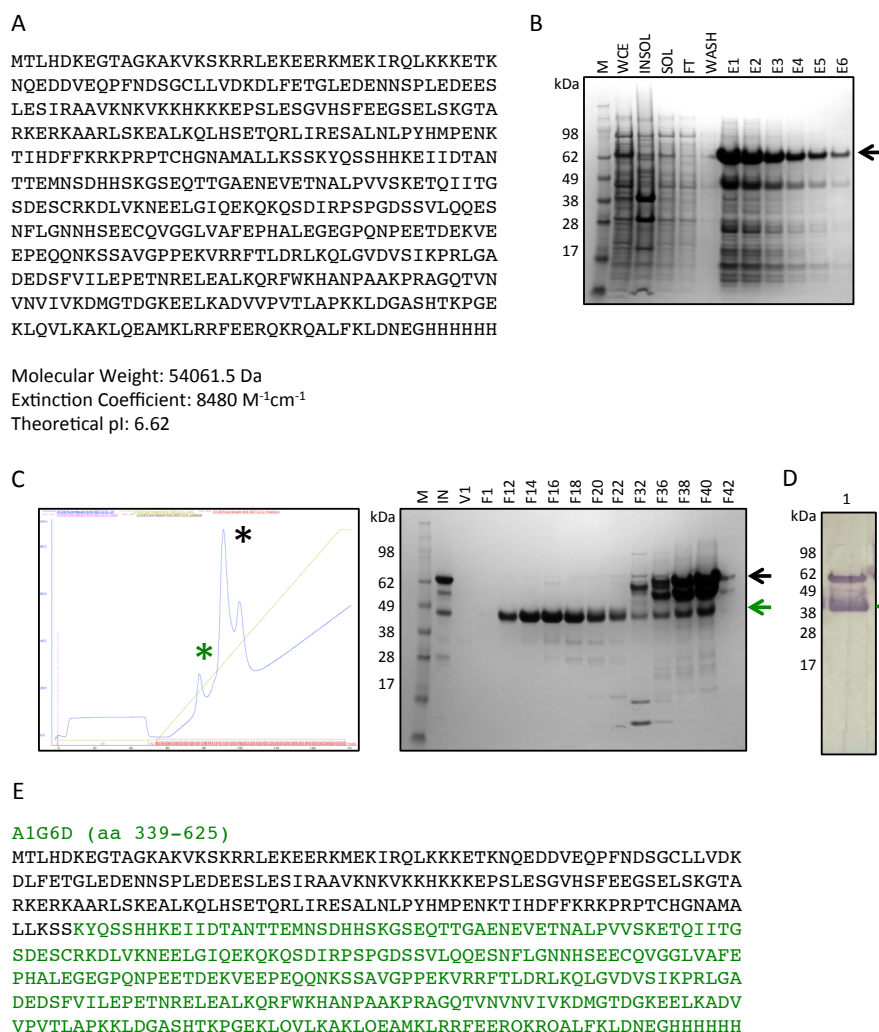 A
MTLHDKEGTAGKAKVKSKRRLEKEERKMEKIRQLKKKETK
NQEDDVEQPFNDSGCLLVDKDLFETGLEDENNSPLEDEES
LESIRAAVKNKVKKHKKKEPSLESGVHSFEEGSELSKGTA
RKERKAARLSKEALKQLHSETQRLIRESALNLPYHMPENK
TIHDFFKRKPRPTCHGNAMALLKSSKYQSSHHKEIIDTAN
TTEMNSDHHSKGSEQTTGAENEVETNALPVVSKETQIITG
SDESCRKDLVKNEELGIQEKQKQSDIRPSPGDSSVLQQES
NFLGNNHSEECQVGGLVAFEPHALEGEGPQNPEETDEKVE
EPEQQNKSSAVGPPEKVRRFTLDRLKQLGVDVSIKPRLGA
DEDSFVILEPETNRELEALKQRFWKHANPAAKPRAGQTVN
VNVIVKDMGTDGKEELKADVVPVTLAPKKLDGASHTKPGE
KLQVLKAKLQEAMKLRRFEERQKRQALFKLDNEGHHHHHH
Molecular Weight: 54061.5 Da
Extinction Coefficient: 8480 M⁻¹cm⁻¹
Theoretical pI: 6.62
B
M WCE INSOL SOL FT WASH E1 E2 E3 E4 E5 E6
kDa
98
62
49
38
28
17
C
*
*
M IN V1 F1 F12 F14 F16 F18 F20 F22 F32 F36 F38 F40 F42
kDa
98
62
49
38
28
17
D
1
kDa
98
62
49
38
17
E
A1G6D (aa 339-625)
MTLHDKEGTAGKAKVKSKRRLEKEERKMEKIRQLKKKETKNQEDDVEQPFNDSGCLLVDK
DLFETGLEDENNSPLEDEESLESIRAAVKNKVKKHKKKEPSLESGVHSFEEGSELSKGTA
RKERKAARLSKEALKQLHSETQRLIRESALNLPYHMPENKTIHDFFKRKPRPTCHGNAMA
LLKSSKYQSSHHKEIIDTANTTEMNSDHHSKGSEQTTGAENEVETNALPVVSKETQIITG
SDESCRKDLVKNEELGIQEKQKQSDIRPSPGDSSVLQQESNFLGNNHSEECQVGGLVAFE
PHALEGEGPQNPEETDEKVEEPEQQNKSSAVGPPEKVRRFTLDRLKQLGVDVSIKPRLGA
DEDSFVILEPETNRELEALKQRFWKHANPAAKPRAGQTVNVNVIVKDMGTDGKEELKADV
VPVTLAPKKLDGASHTKPGEKLQVLKAKLQEAMKLRRFEERQKRQALFKLDNEGHHHHHH